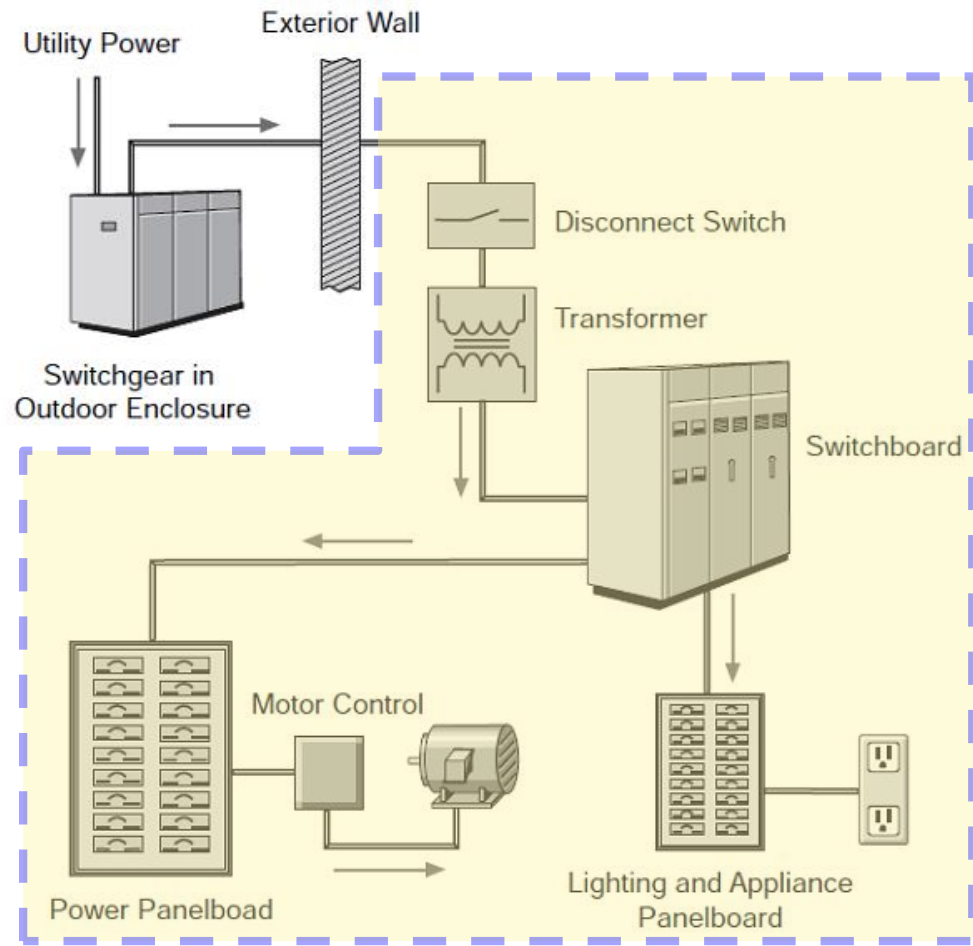 Exterior Wall
Utility Power
Disconnect Switch
Transformer
Switchgear in
Outdoor Enclosure
Switchboard
Motor Control
Power Panelboad
Lighting and Appliance
Panelboard